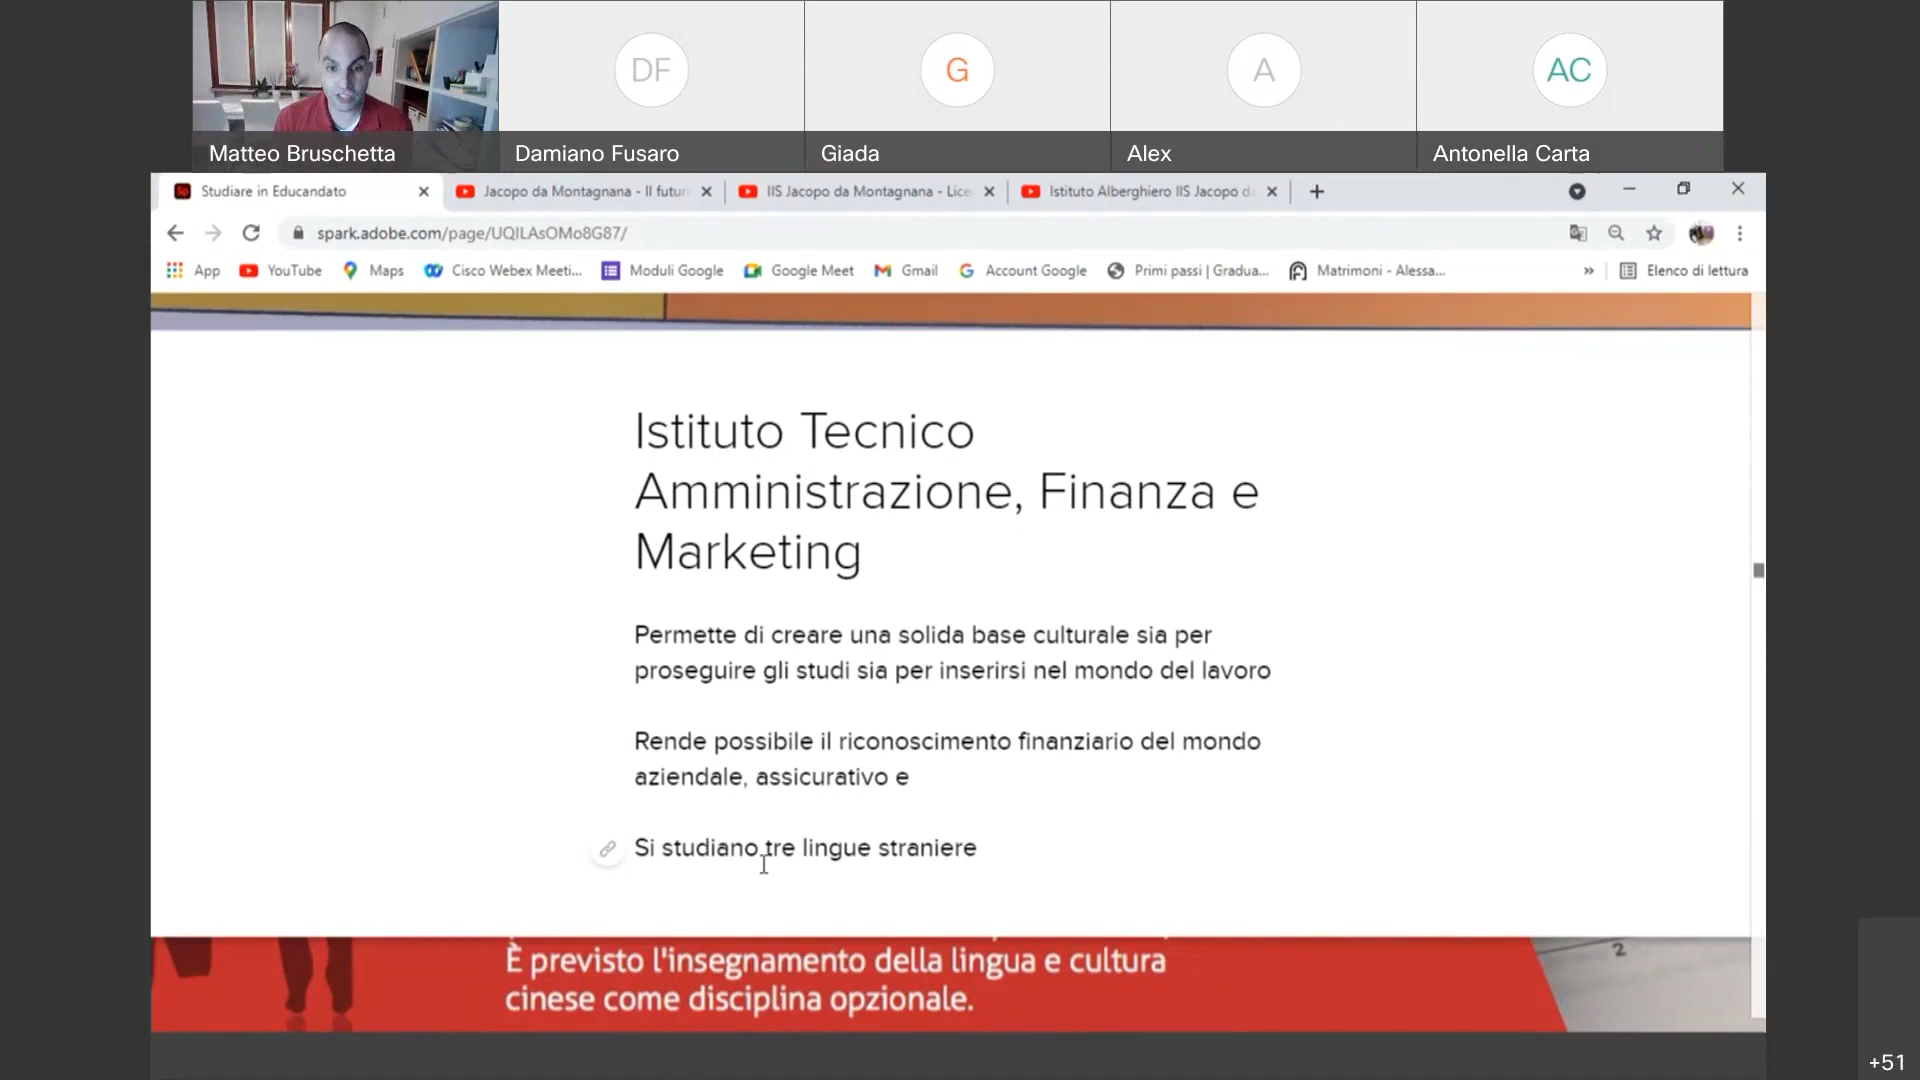 DF
G
A
AC
Matteo Bruschetta
Damiano Fusaro
Giada
Alex
Antonella Carta
Studiare in Educandato
Jacopo da Montagnana - Il futur
IIS Jacopo da Montagnana - Lice
Istituto Alberghiero IIS Jacopo da
spark.adobe.com/page/UQILAsOMo8G87/
App
YouTube
Maps
Cisco Webex Meeti...
Moduli Google
Google Meet
Gmail
Account Google
Primi passi | Gradua...
Matrimoni - Alessa...
»
Elenco di lettura
Istituto Tecnico
Amministrazione, Finanza e
Marketing
Permette di creare una solida base culturale sia per
proseguire gli studi sia per inserirsi nel mondo del lavoro
Rende possibile il riconoscimento finanziario del mondo
aziendale, assicurativo e
Si studiano tre lingue straniere
È previsto l'insegnamento della lingua e cultura
cinese come disciplina opzionale.
2
+51